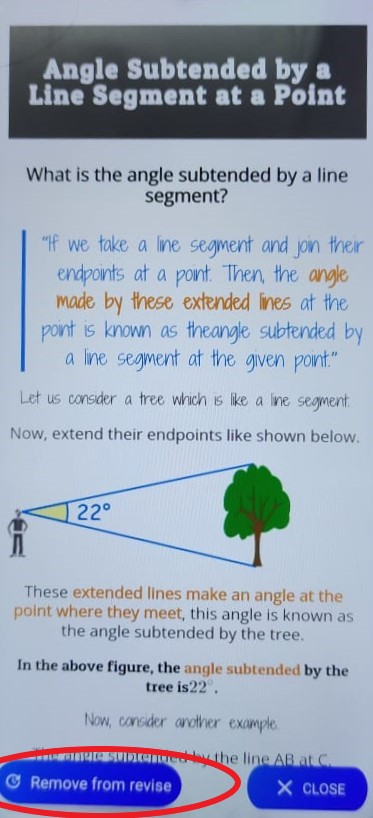 Angle Subtended by a
Line Segment at a Point
What is the angle subtended by a line
segment?
"If we take a line segment and join their
endpoints at a point. Then, the angle
made by these extended lines at the
point is known as theangle subtended by
a line segment at the given point."
Let us consider a tree which is like a line segment.
Now, extend their endpoints like shown below.
22°
These extended lines make an angle at the
point where they meet, this angle is known as
the angle subtended by the tree.
In the above figure, the angle subtended by the
tree is22°.
Now, consider another example.
The angle subtended by the line AB at C.
Remove from revise
CLOSE